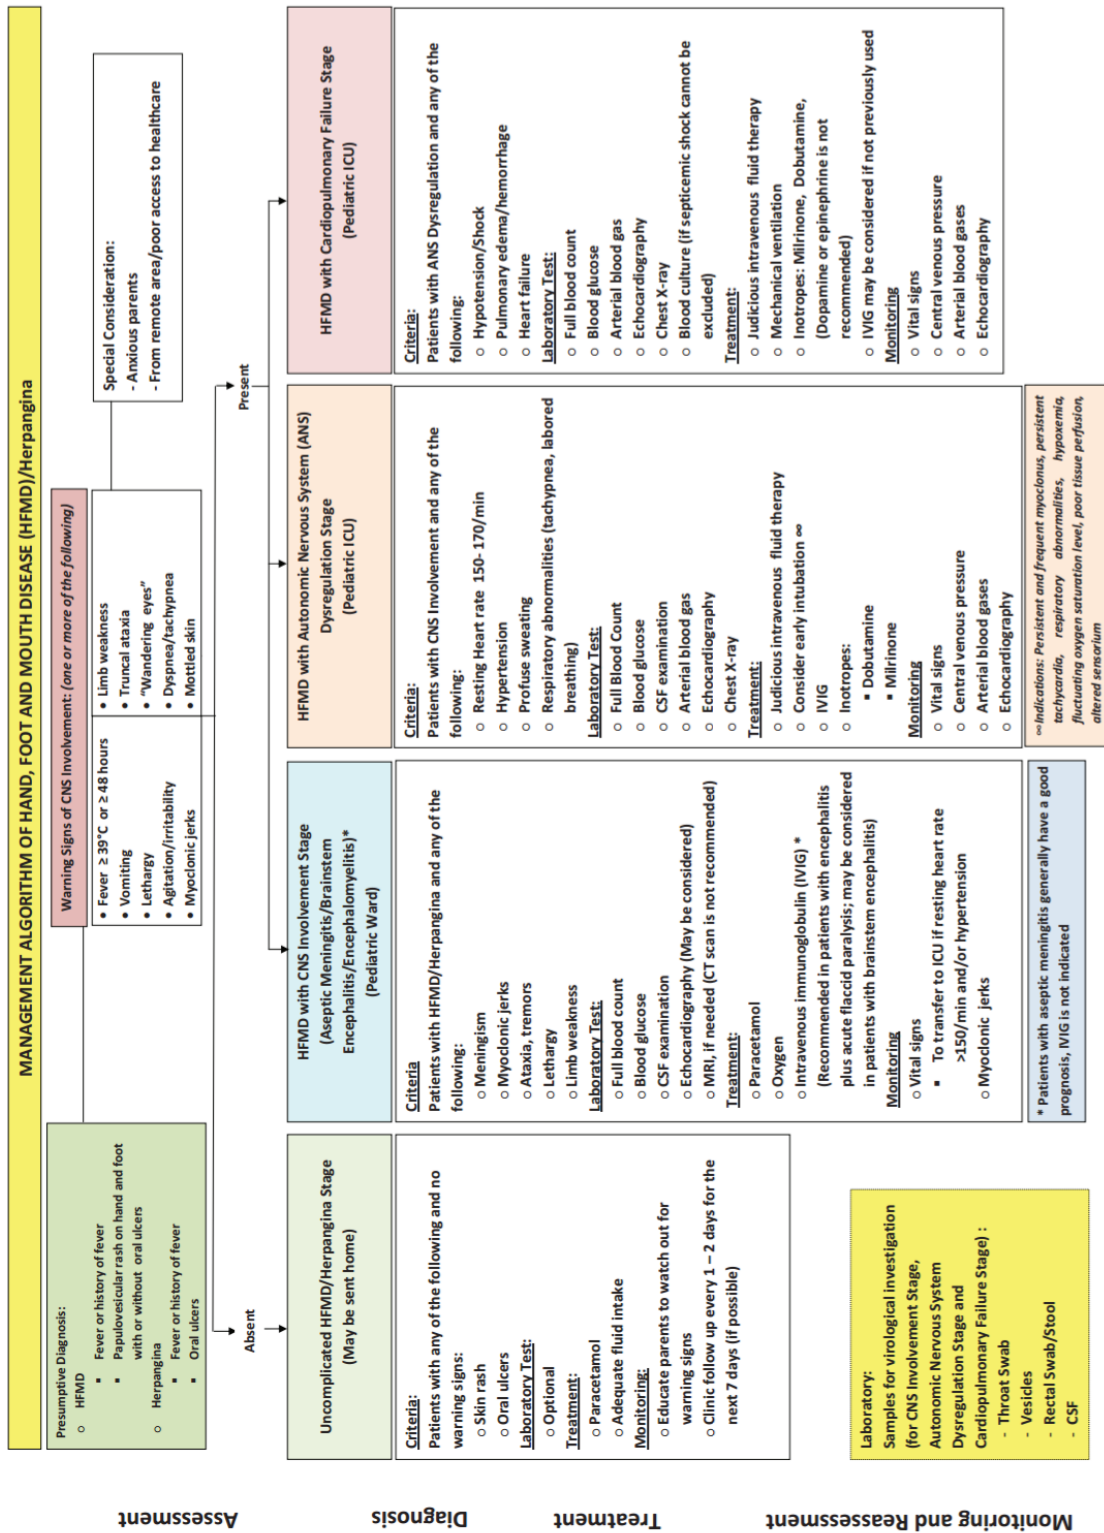 MANAGEMENT ALGORITHM OF HAND, FOOT AND MOUTH DISEASE (HFMD)/Herpangina
Assessment
Presumptive Diagnosis:
○ HFMD
▪ Fever or history of fever
▪ Papulovesicular rash on hand and foot
with or without oral ulcers
○ Herpangina
▪ Fever or history of fever
▪ Oral ulcers
Warning Signs of CNS Involvement: (one or more of the following)
• Fever ≥ 39°C or ≥ 48 hours
• Vomiting
• Lethargy
• Agitation/irritability
• Myoclonic jerks
• Limb weakness
• Truncal ataxia
• "Wandering eyes"
• Dyspnea/tachypnea
• Mottled skin
Special Consideration:
- Anxious parents
- From remote area/poor access to healthcare
Absent
Present
Diagnosis
Treatment
Monitoring and Reassessment
Uncomplicated HFMD/Herpangina Stage
(May be sent home)
Criteria:
Patients with any of the following and no
warning signs:
○ Skin rash
○ Oral ulcers
Laboratory Test:
○ Optional
Treatment:
○ Paracetamol
○ Adequate fluid intake
Monitoring:
○ Educate parents to watch out for
warning signs
○ Clinic follow up every 1 – 2 days for the
next 7 days (if possible)
HFMD with CNS Involvement Stage
(Aseptic Meningitis/Brainstem
Encephalitis/Encephalomyelitis)*
(Pediatric Ward)
Criteria
Patients with HFMD/Herpangina and any of the
following:
○ Meningism
○ Myoclonic jerks
○ Ataxia, tremors
○ Lethargy
○ Limb weakness
Laboratory Test:
○ Full blood count
○ Blood glucose
○ CSF examination
○ Echocardiography (May be considered)
○ MRI, if needed (CT scan is not recommended)
Treatment:
○ Paracetamol
○ Oxygen
○ Intravenous immunoglobulin (IVIG) *
(Recommended in patients with encephalitis
plus acute flaccid paralysis; may be considered
in patients with brainstem encephalitis)
Monitoring
○ Vital signs
▪ To transfer to ICU if resting heart rate
>150/min and/or hypertension
○ Myoclonic jerks
* Patients with aseptic meningitis generally have a good
prognosis, IVIG is not indicated
HFMD with Autonomic Nervous System (ANS)
Dysregulation Stage
(Pediatric ICU)
Criteria:
Patients with CNS Involvement and any of the
following:
○ Resting Heart rate 150- 170/min
○ Hypertension
○ Profuse sweating
○ Respiratory abnormalities (tachypnea, labored
breathing)
Laboratory Test:
○ Full Blood Count
○ Blood glucose
○ CSF examination
○ Arterial blood gas
○ Echocardiography
○ Chest X-ray
Treatment:
○ Judicious intravenous fluid therapy
○ Consider early intubation ∞
○ IVIG
○ Inotropes:
▪ Dobutamine
▪ Milrinone
Monitoring
○ Vital signs
○ Central venous pressure
○ Arterial blood gases
○ Echocardiography
∞Indications: Persistent and frequent myoclonus, persistent
tachycardia, respiratory abnormalities, hypoxemia,
fluctuating oxygen saturation level, poor tissue perfusion,
altered sensorium
HFMD with Cardiopulmonary Failure Stage
(Pediatric ICU)
Criteria:
Patients with ANS Dysregulation and any of the
following:
○ Hypotension/Shock
○ Pulmonary edema/hemorrhage
○ Heart failure
Laboratory Test:
○ Full blood count
○ Blood glucose
○ Arterial blood gas
○ Echocardiography
○ Chest X-ray
○ Blood culture (if septicemic shock cannot be
excluded)
Treatment:
○ Judicious intravenous fluid therapy
○ Mechanical ventilation
○ Inotropes: Milrinone, Dobutamine,
(Dopamine or epinephrine is not
recommended)
○ IVIG may be considered if not previously used
Monitoring
○ Vital signs
○ Central venous pressure
○ Arterial blood gases
○ Echocardiography
Laboratory:
Samples for virological investigation
(for CNS Involvement Stage,
Autonomic Nervous System
Dysregulation Stage and
Cardiopulmonary Failure Stage) :
- Throat Swab
- Vesicles
- Rectal Swab/Stool
- CSF